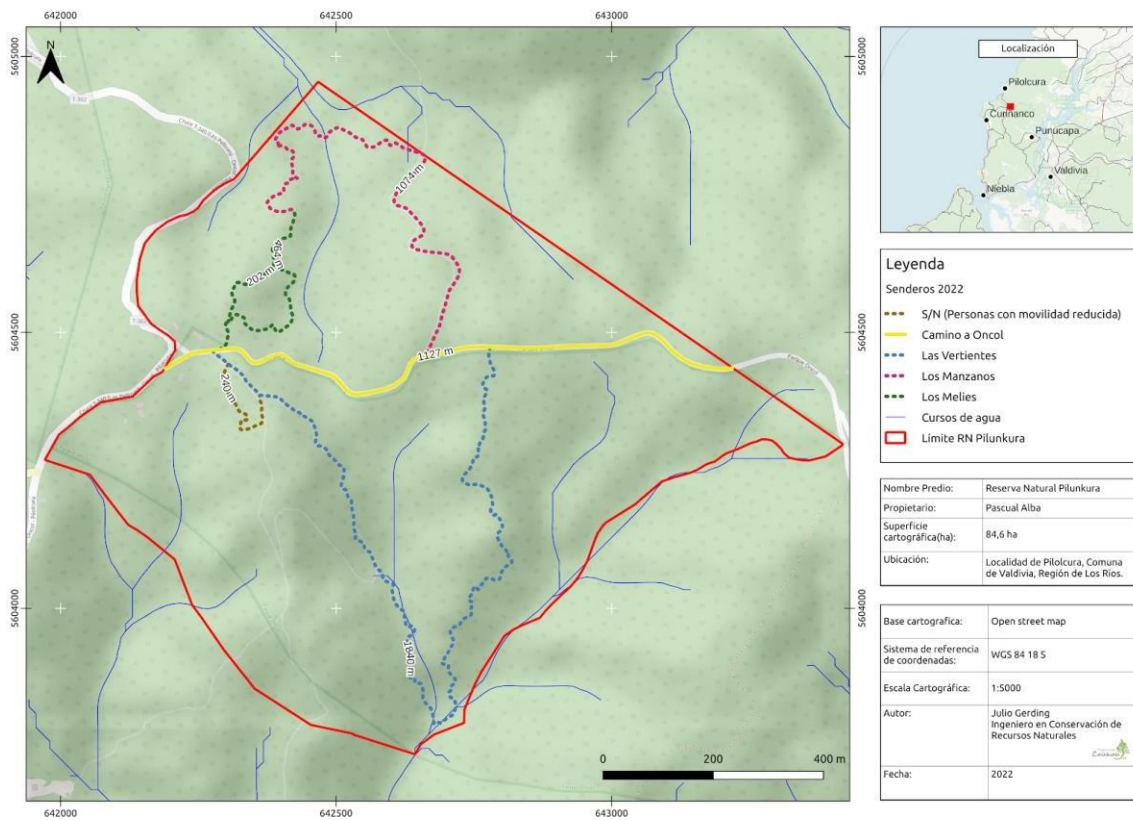 642000
642500
643000
5605000
5604500
5604000
5605000
5604500
5604000
642000
642500
643000
N
T-362
1074 m
464 m
202 m
1127 m
240 m
1840 m
0
200
400 m
Localización
Pilolcura
Curiñanco
Punucapa
Valdivia
Niebla
Leyenda
Senderos 2022
S/N (Personas con movilidad reducida)
Camino a Oncol
Las Vertientes
Los Manzanos
Los Melies
Cursos de agua
Límite RN Pilunkura
Nombre Predio: Reserva Natural Pilunkura
Propietario: Pascual Alba
Superficie
cartográfica(ha): 84,6 ha
Ubicación: Localidad de Pilolcura, Comuna
de Valdivia, Región de Los Ríos.
Base cartografica: Open street map
Sistema de referencia
de coordenadas: WGS 84 18 S
Escala Cartográfica: 1:5000
Autor: Julio Gerding
Ingeniero en Conservación de
Recursos Naturales
Fecha: 2022